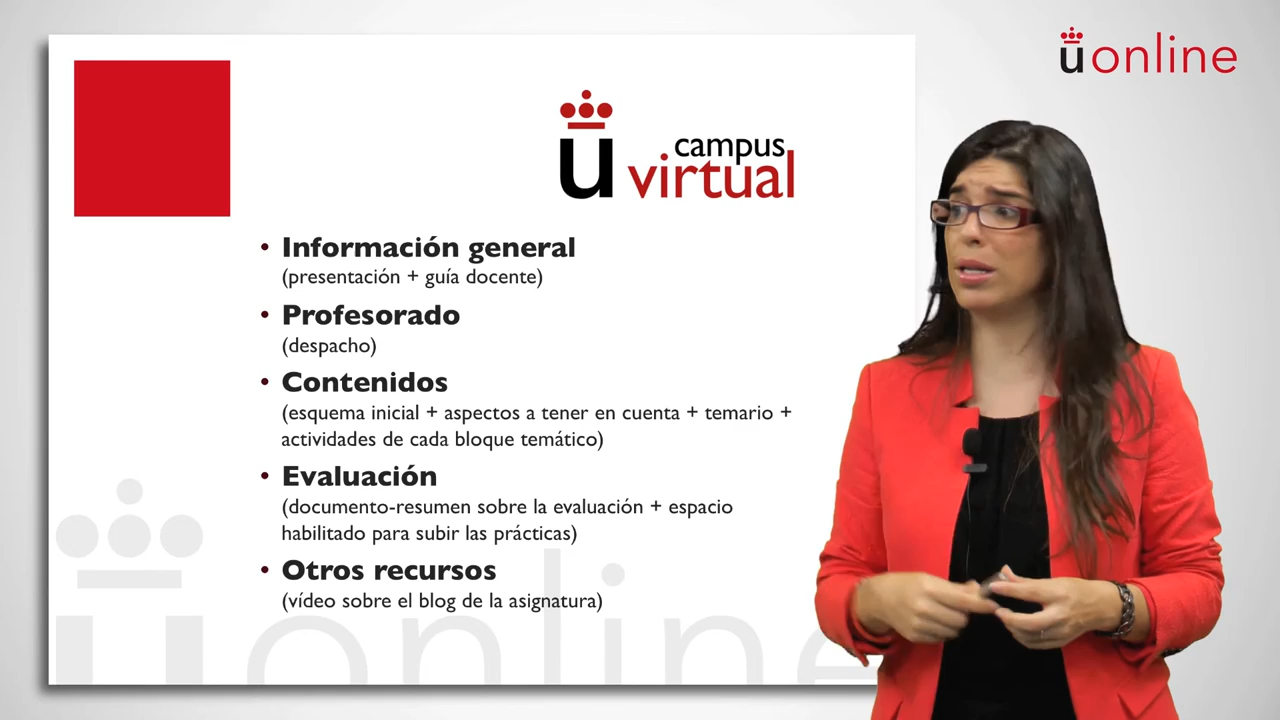 ü online
ü campus
virtual
• Información general
(presentación + guía docente)
• Profesorado
(despacho)
• Contenidos
(esquema inicial + aspectos a tener en cuenta + temario +
actividades de cada bloque temático)
• Evaluación
(documento-resumen sobre la evaluación + espacio
habilitado para subir las prácticas)
• Otros recursos
(vídeo sobre el blog de la asignatura)
ü online